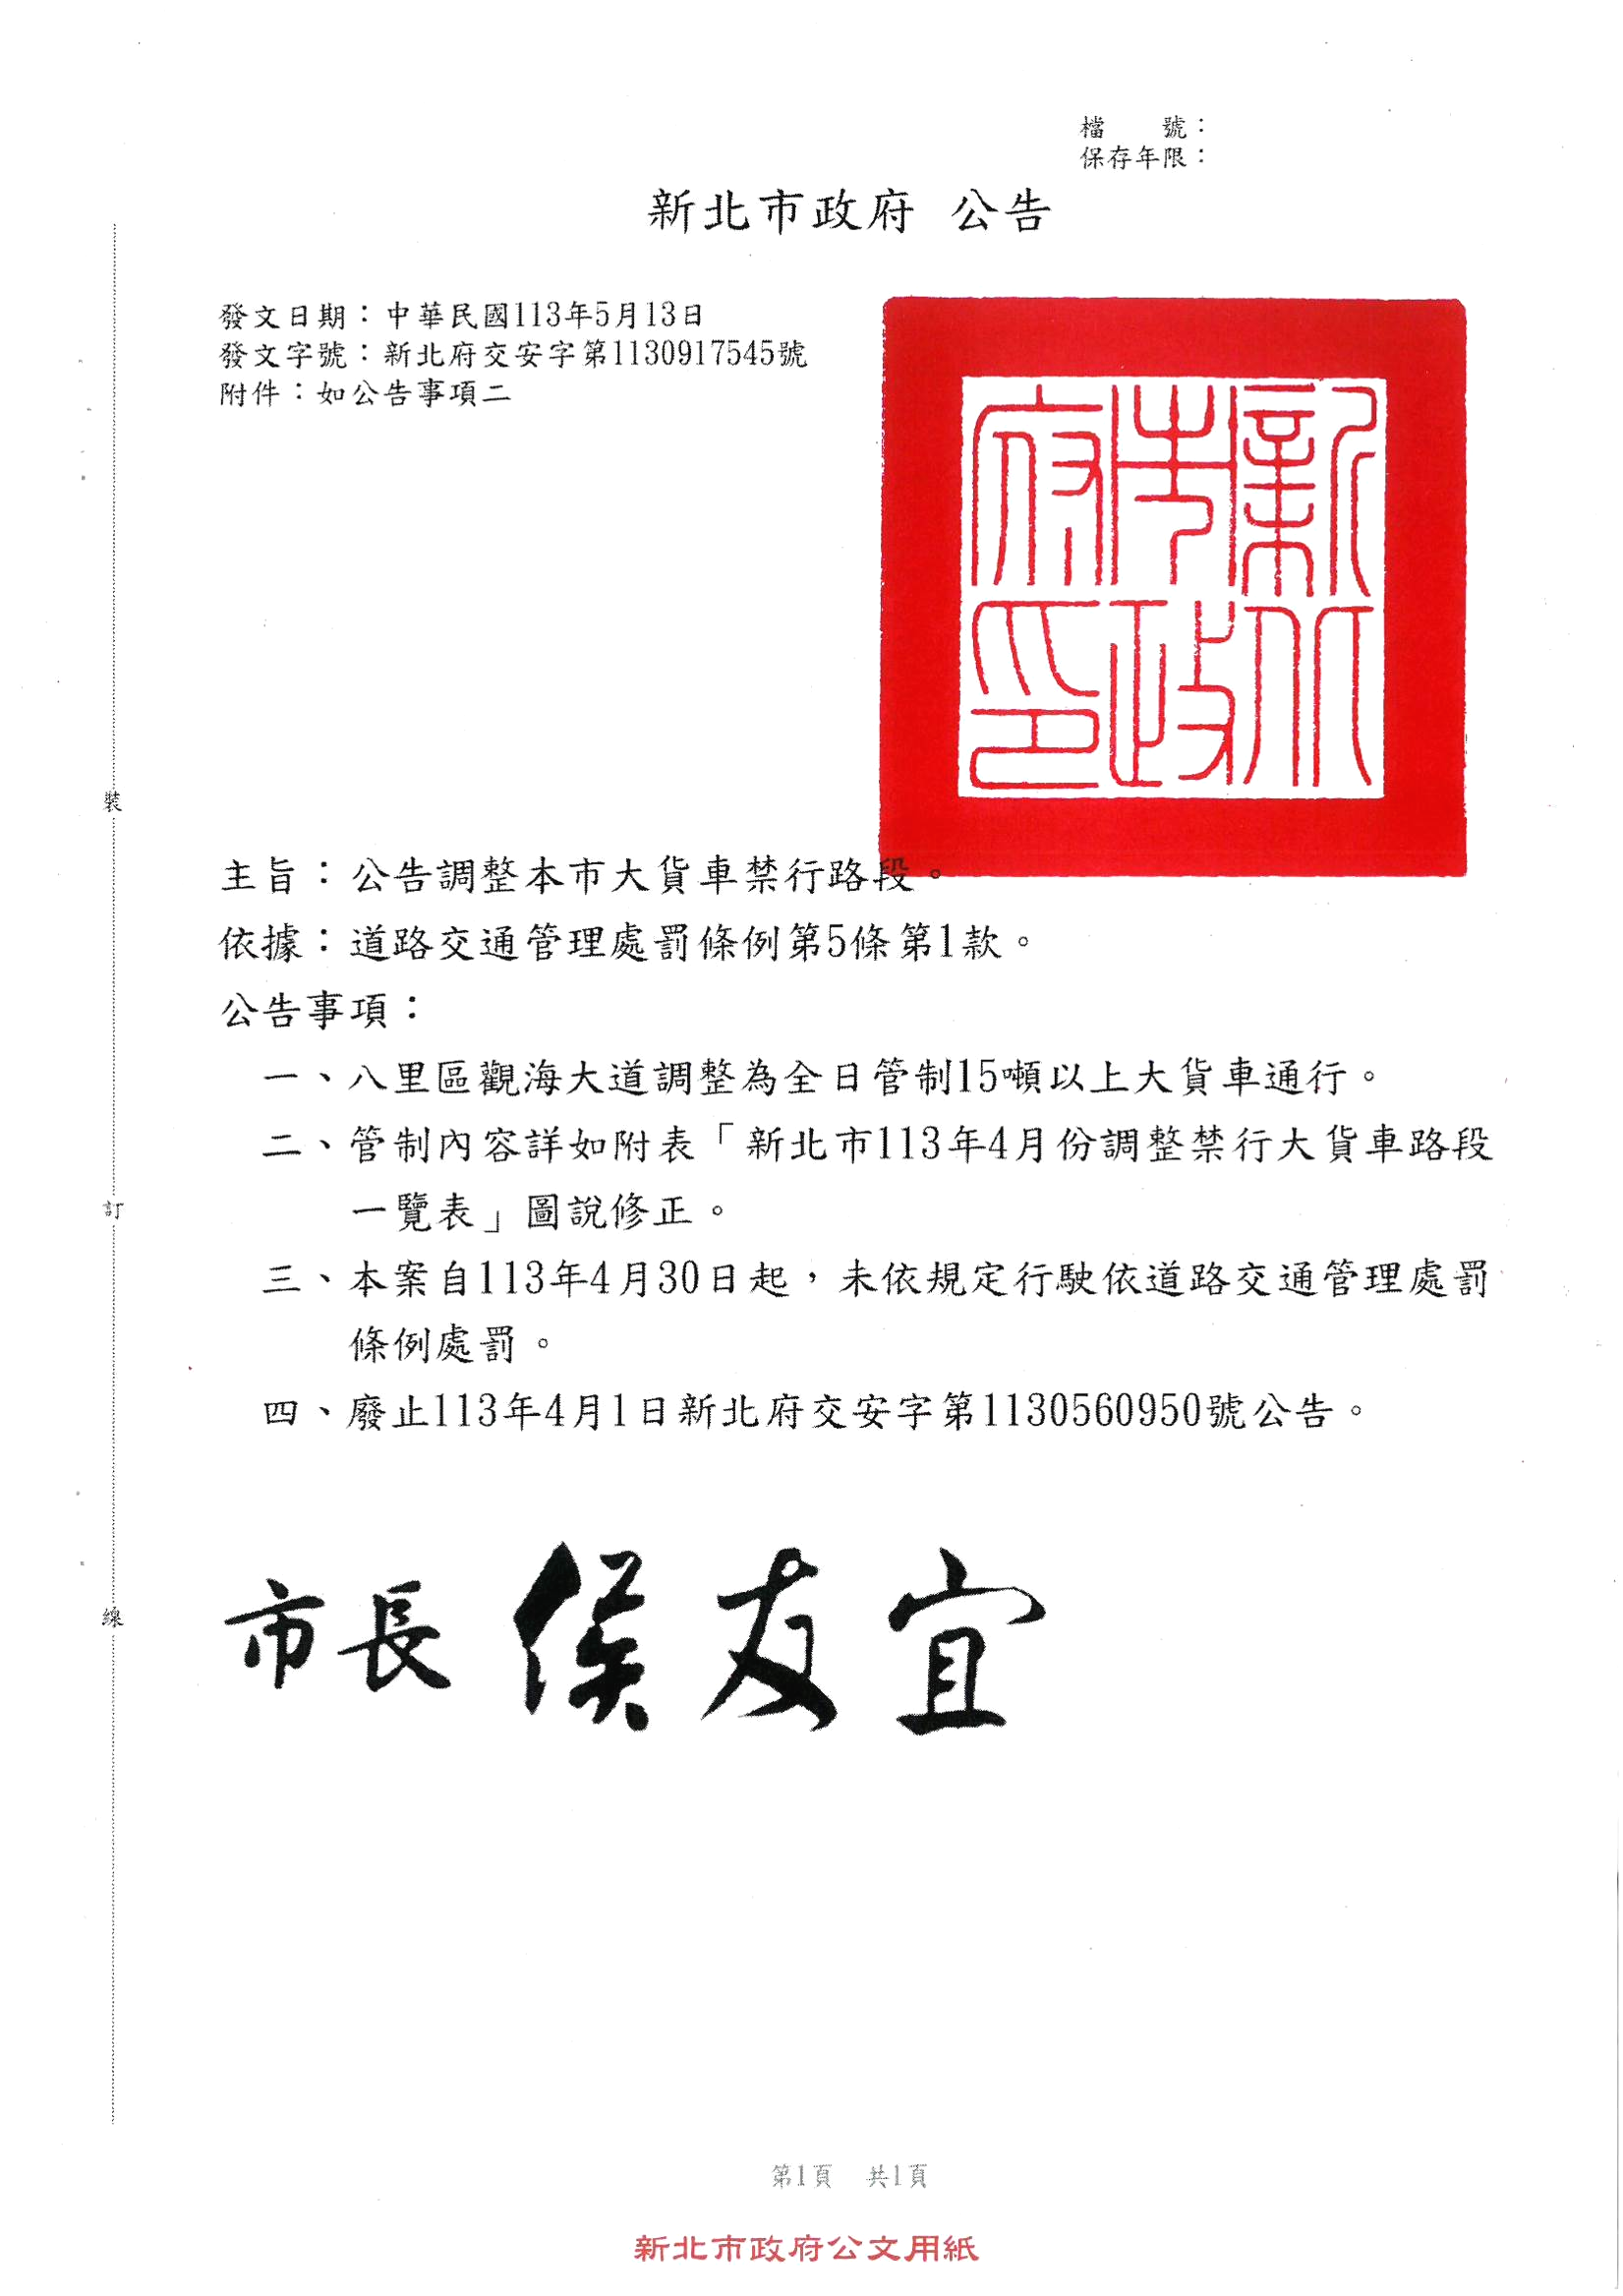 檔　　號：
保存年限：
新北市政府 公告
發文日期：中華民國113年5月13日
發文字號：新北府交安字第1130917545號
附件：如公告事項二
新北市政府印
主旨：公告調整本市大貨車禁行路段。
依據：道路交通管理處罰條例第5條第1款。
公告事項：
一、八里區觀海大道調整為全日管制15噸以上大貨車通行。
二、管制內容詳如附表「新北市113年4月份調整禁行大貨車路段
一覽表」圖說修正。
三、本案自113年4月30日起，未依規定行駛依道路交通管理處罰
條例處罰。
四、廢止113年4月1日新北府交安字第1130560950號公告。
市長 侯友宜
裝
訂
線
第1頁　共1頁
新北市政府公文用紙